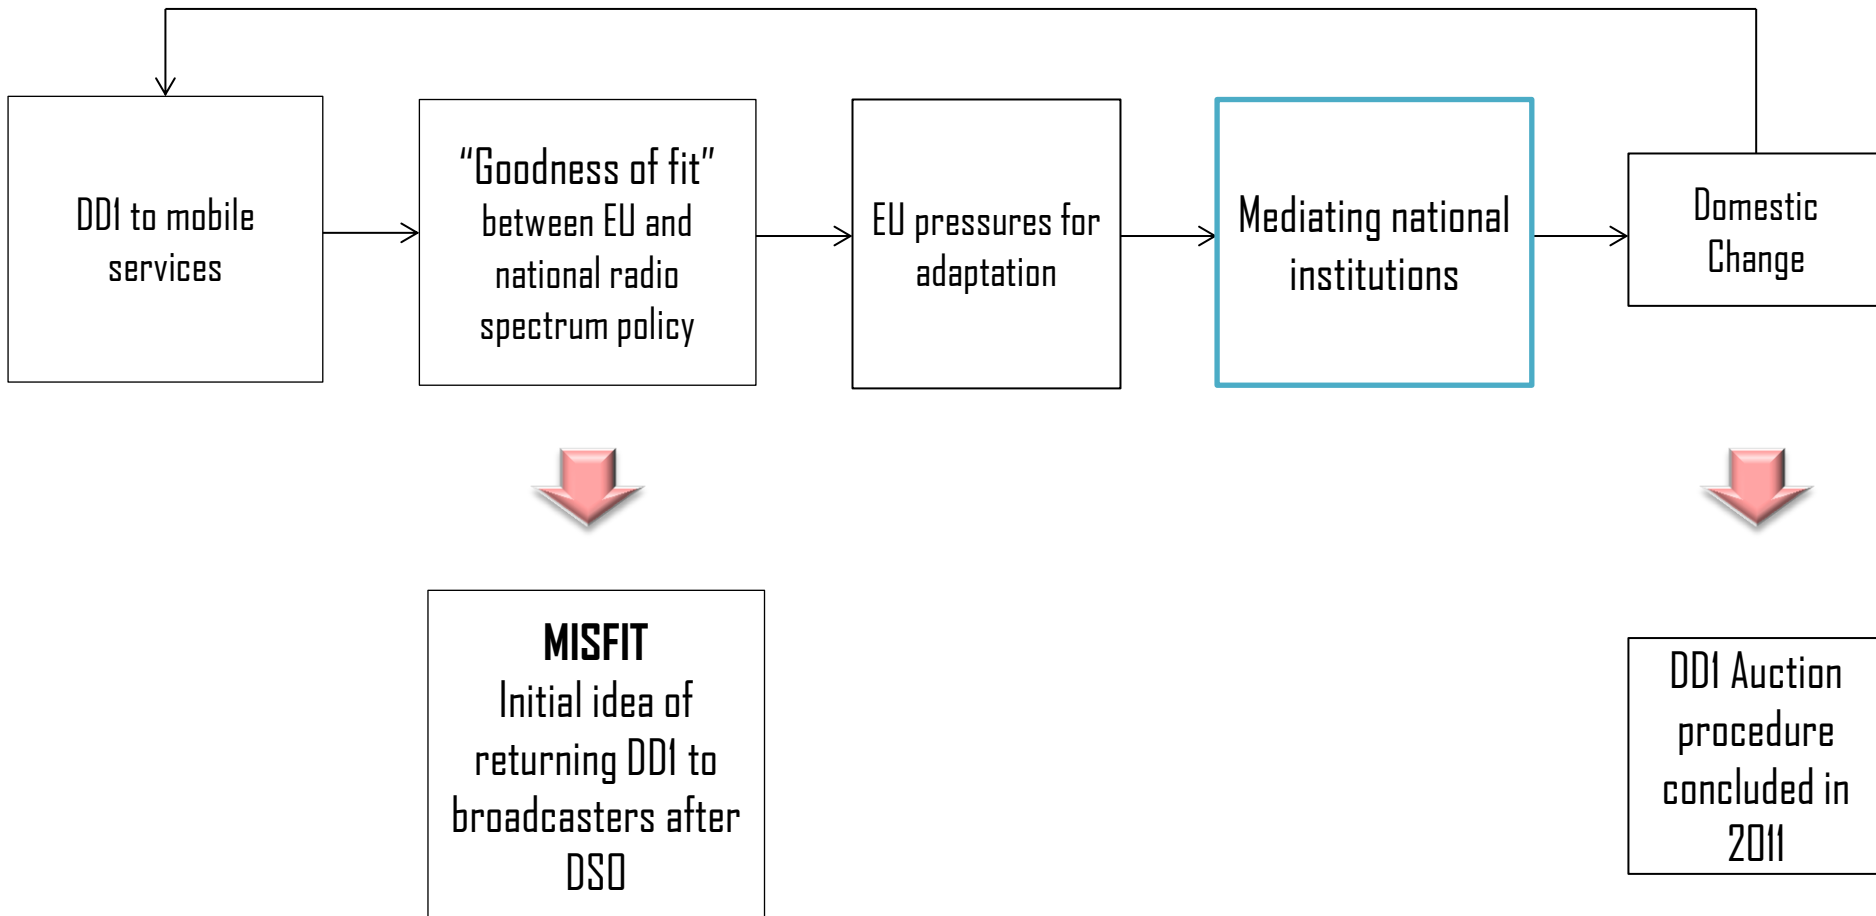 DD1 to mobile
services
“Goodness of fit”
between EU and
national radio
spectrum policy
EU pressures for
adaptation
Mediating national
institutions
Domestic
Change
MISFIT
Initial idea of
returning DD1 to
broadcasters after
DSO
DD1 Auction
procedure
concluded in
2011